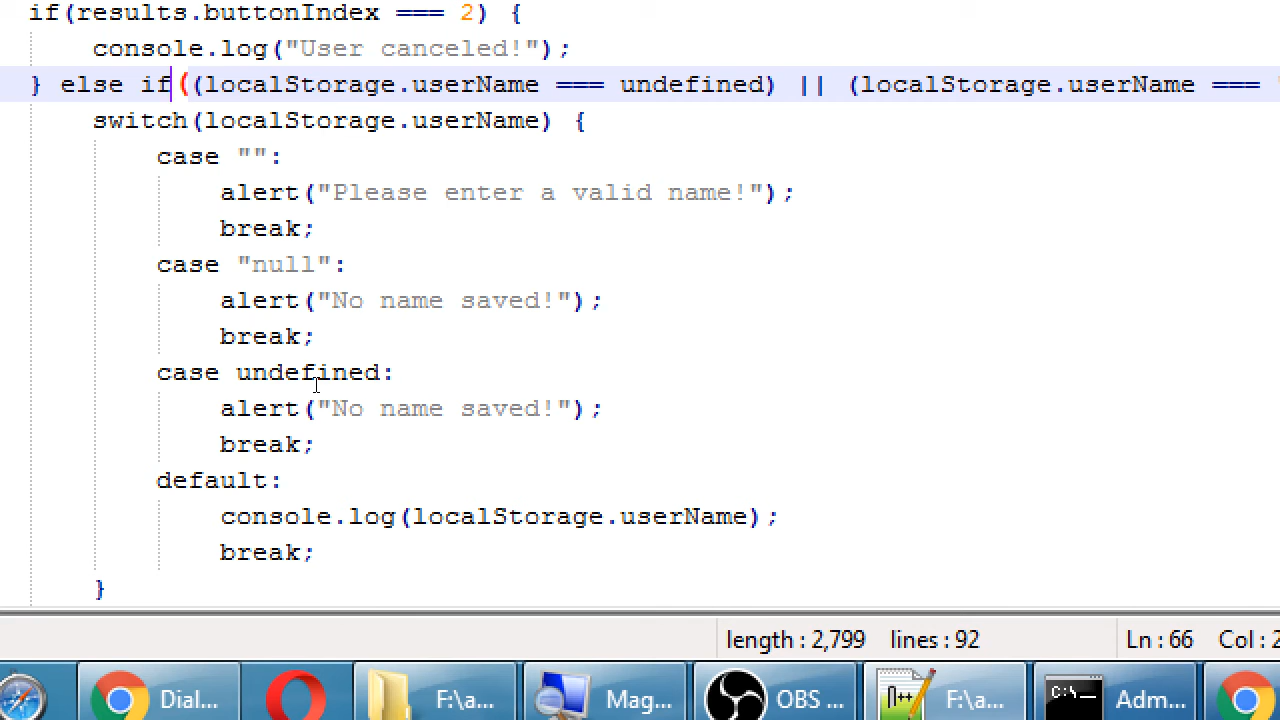 if(results.buttonIndex === 2) {
console.log("User canceled!");
} else if((localStorage.userName === undefined) || (localStorage.userName === "
switch(localStorage.userName) {
case "":
alert("Please enter a valid name!");
break;
case "null":
alert("No name saved!");
break;
case undefined:
alert("No name saved!");
break;
default:
console.log(localStorage.userName);
break;
}
length : 2,799 lines : 92 Ln : 66 Col : 2
Dial... F:\a... Mag... OBS ... F:\a... Adm...